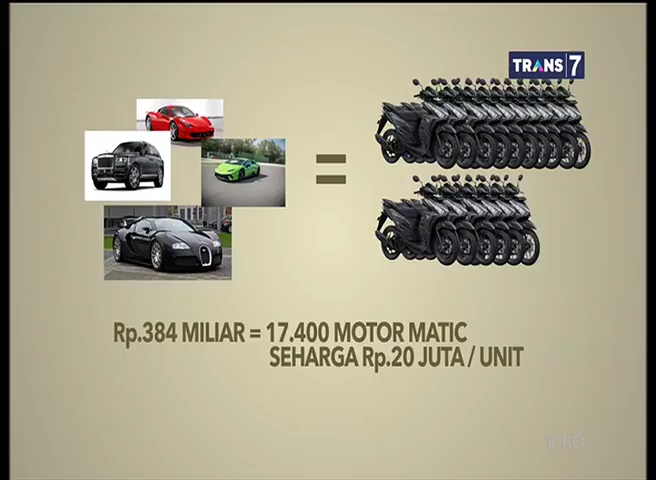 TRANS 7
Rp.384 MILIAR = 17.400 MOTOR MATIC
SEHARGA Rp.20 JUTA / UNIT